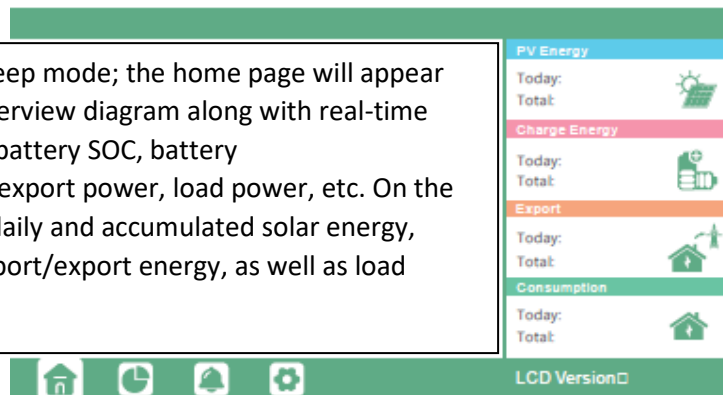 eep mode; the home page will appear
erview diagram along with real-time
battery SOC, battery
export power, load power, etc. On the
daily and accumulated solar energy,
port/export energy, as well as load
PV Energy
Today:
Total:
Charge Energy
Today:
Total:
Export
Today:
Total:
Consumption
Today:
Total:
LCD Version□